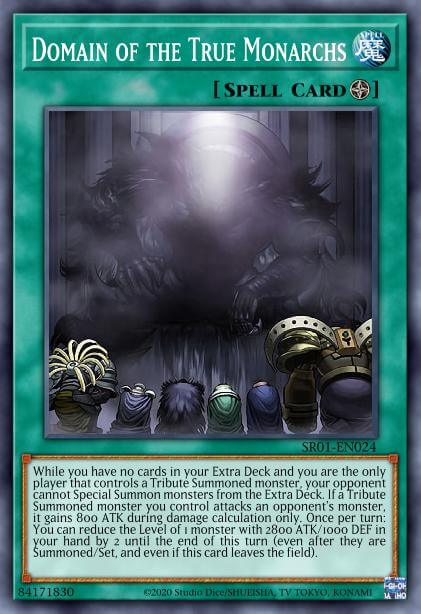 DOMAIN OF THE TRUE MONARCHS
SPELL
魔
[SPELL CARD]
SR01-EN024
While you have no cards in your Extra Deck and you are the only
player that controls a Tribute Summoned monster, your opponent
cannot Special Summon monsters from the Extra Deck. If a Tribute
Summoned monster you control attacks an opponent's monster,
it gains 800 ATK during damage calculation only. Once per turn:
You can reduce the Level of 1 monster with 2800 ATK/1000 DEF in
your hand by 2 until the end of this turn (even after they are
Summoned/Set, and even if this card leaves the field).
84171830
©2020 Studio Dice/SHUEISHA, TV TOKYO, KONAMI